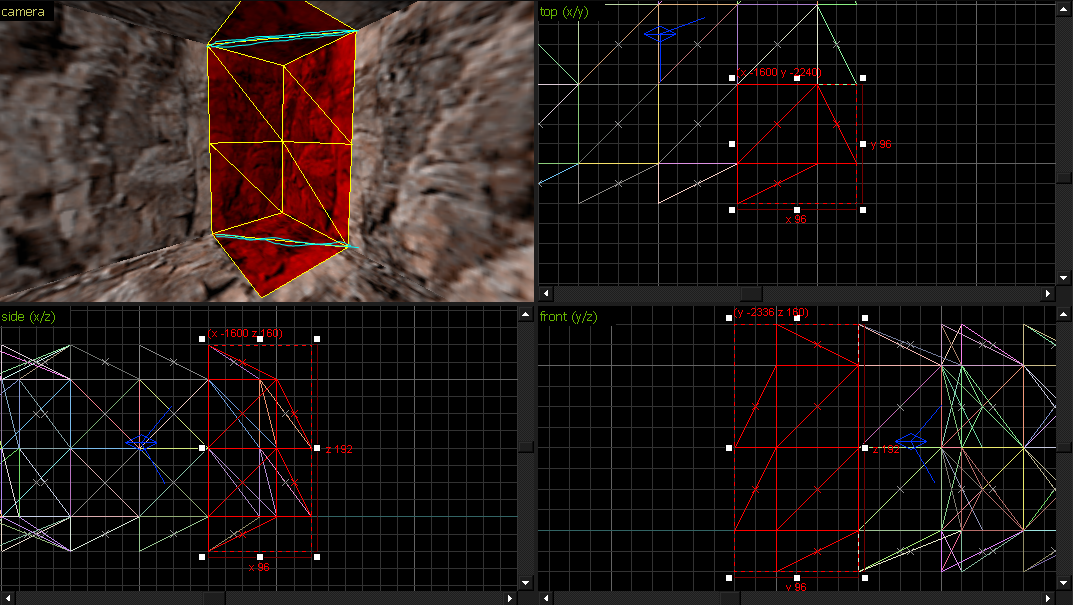 camera
top (x/y)
(x -1600 y -2240)
y 96
x 96
side (x/z)
(x -1600 z 160)
z 192
x 96
front (y/z)
(y -2336 z 160)
z 192
y 96